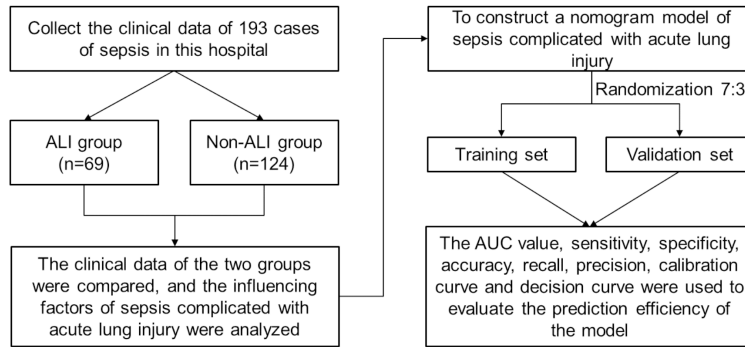 Collect the clinical data of 193 cases
of sepsis in this hospital
ALI group
(n=69)
Non-ALI group
(n=124)
The clinical data of the two groups
were compared, and the influencing
factors of sepsis complicated with
acute lung injury were analyzed
To construct a nomogram model of
sepsis complicated with acute lung
injury
Randomization 7:3
Training set
Validation set
The AUC value, sensitivity, specificity,
accuracy, recall, precision, calibration
curve and decision curve were used to
evaluate the prediction efficiency of
the model